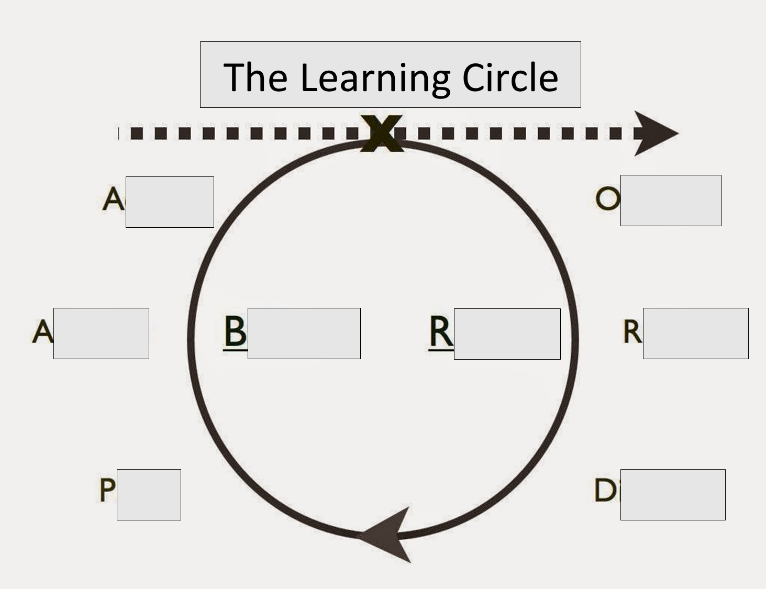 The Learning Circle
X
A O
A B R R
P Di